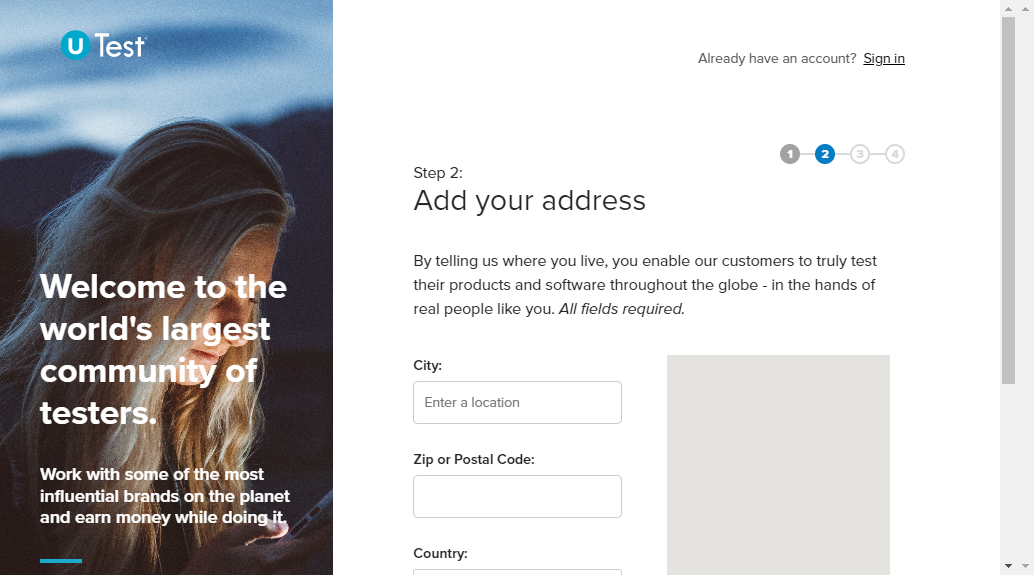 U Test
Already have an account? Sign in
1 2 3 4
Step 2:
Add your address
By telling us where you live, you enable our customers to truly test
their products and software throughout the globe - in the hands of
real people like you. All fields required.
City:
Enter a location
Zip or Postal Code:
Country:
Welcome to the
world's largest
community of
testers.
Work with some of the most
influential brands on the planet
and earn money while doing it.